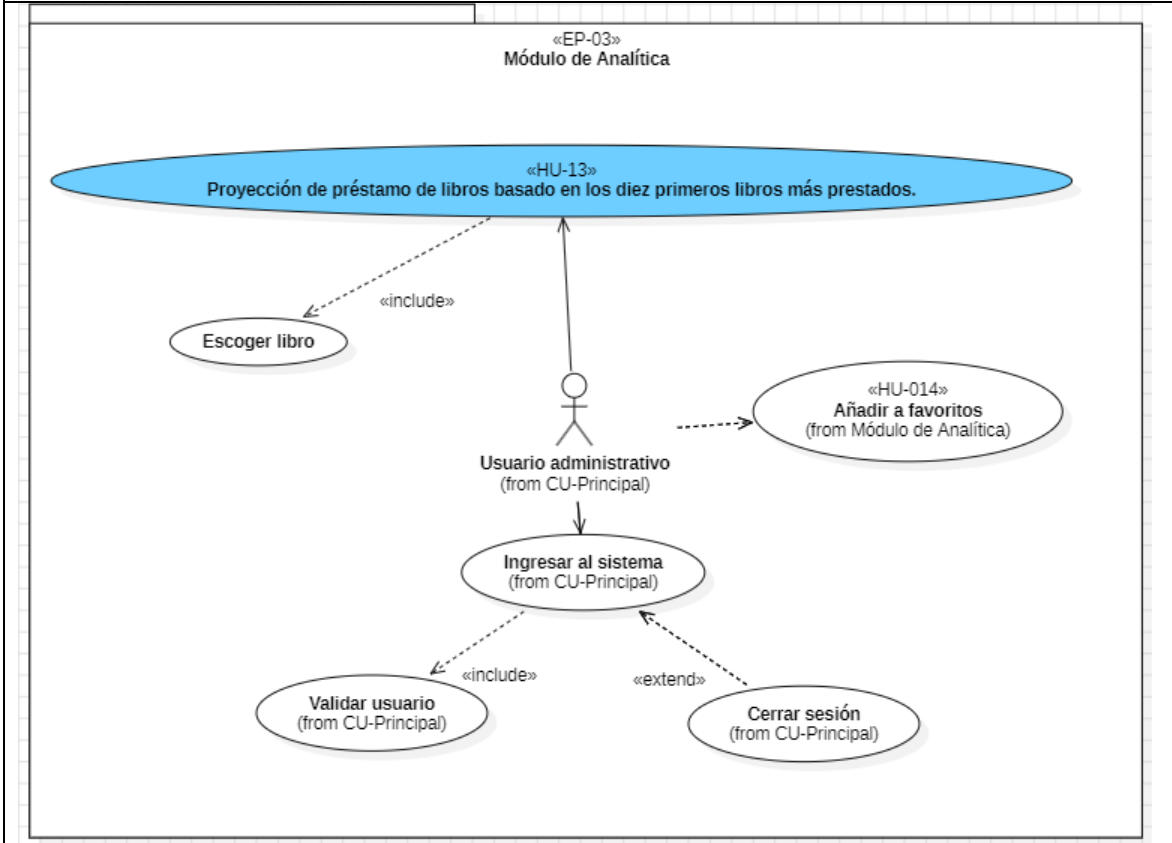 «EP-03»
Módulo de Analítica
«HU-13»
Proyección de préstamo de libros basado en los diez primeros libros más prestados.
«include»
Escoger libro
«HU-014»
Añadir a favoritos
(from Módulo de Analítica)
Usuario administrativo
(from CU-Principal)
Ingresar al sistema
(from CU-Principal)
«include»
«extend»
Validar usuario
(from CU-Principal)
Cerrar sesión
(from CU-Principal)